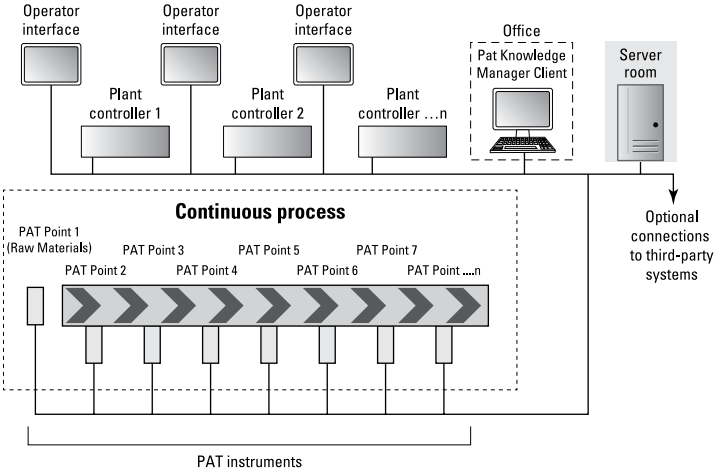 Operator
interface
Operator
interface
Operator
interface
Office
Pat Knowledge
Manager Client
Server
room
Plant
controller 1
Plant
controller 2
Plant
controller ...n
Continuous process
PAT Point 1
(Raw Materials)
PAT Point 3
PAT Point 5
PAT Point 7
PAT Point 2
PAT Point 4
PAT Point 6
PAT Point ....n
Optional
connections
to third-party
systems
PAT instruments